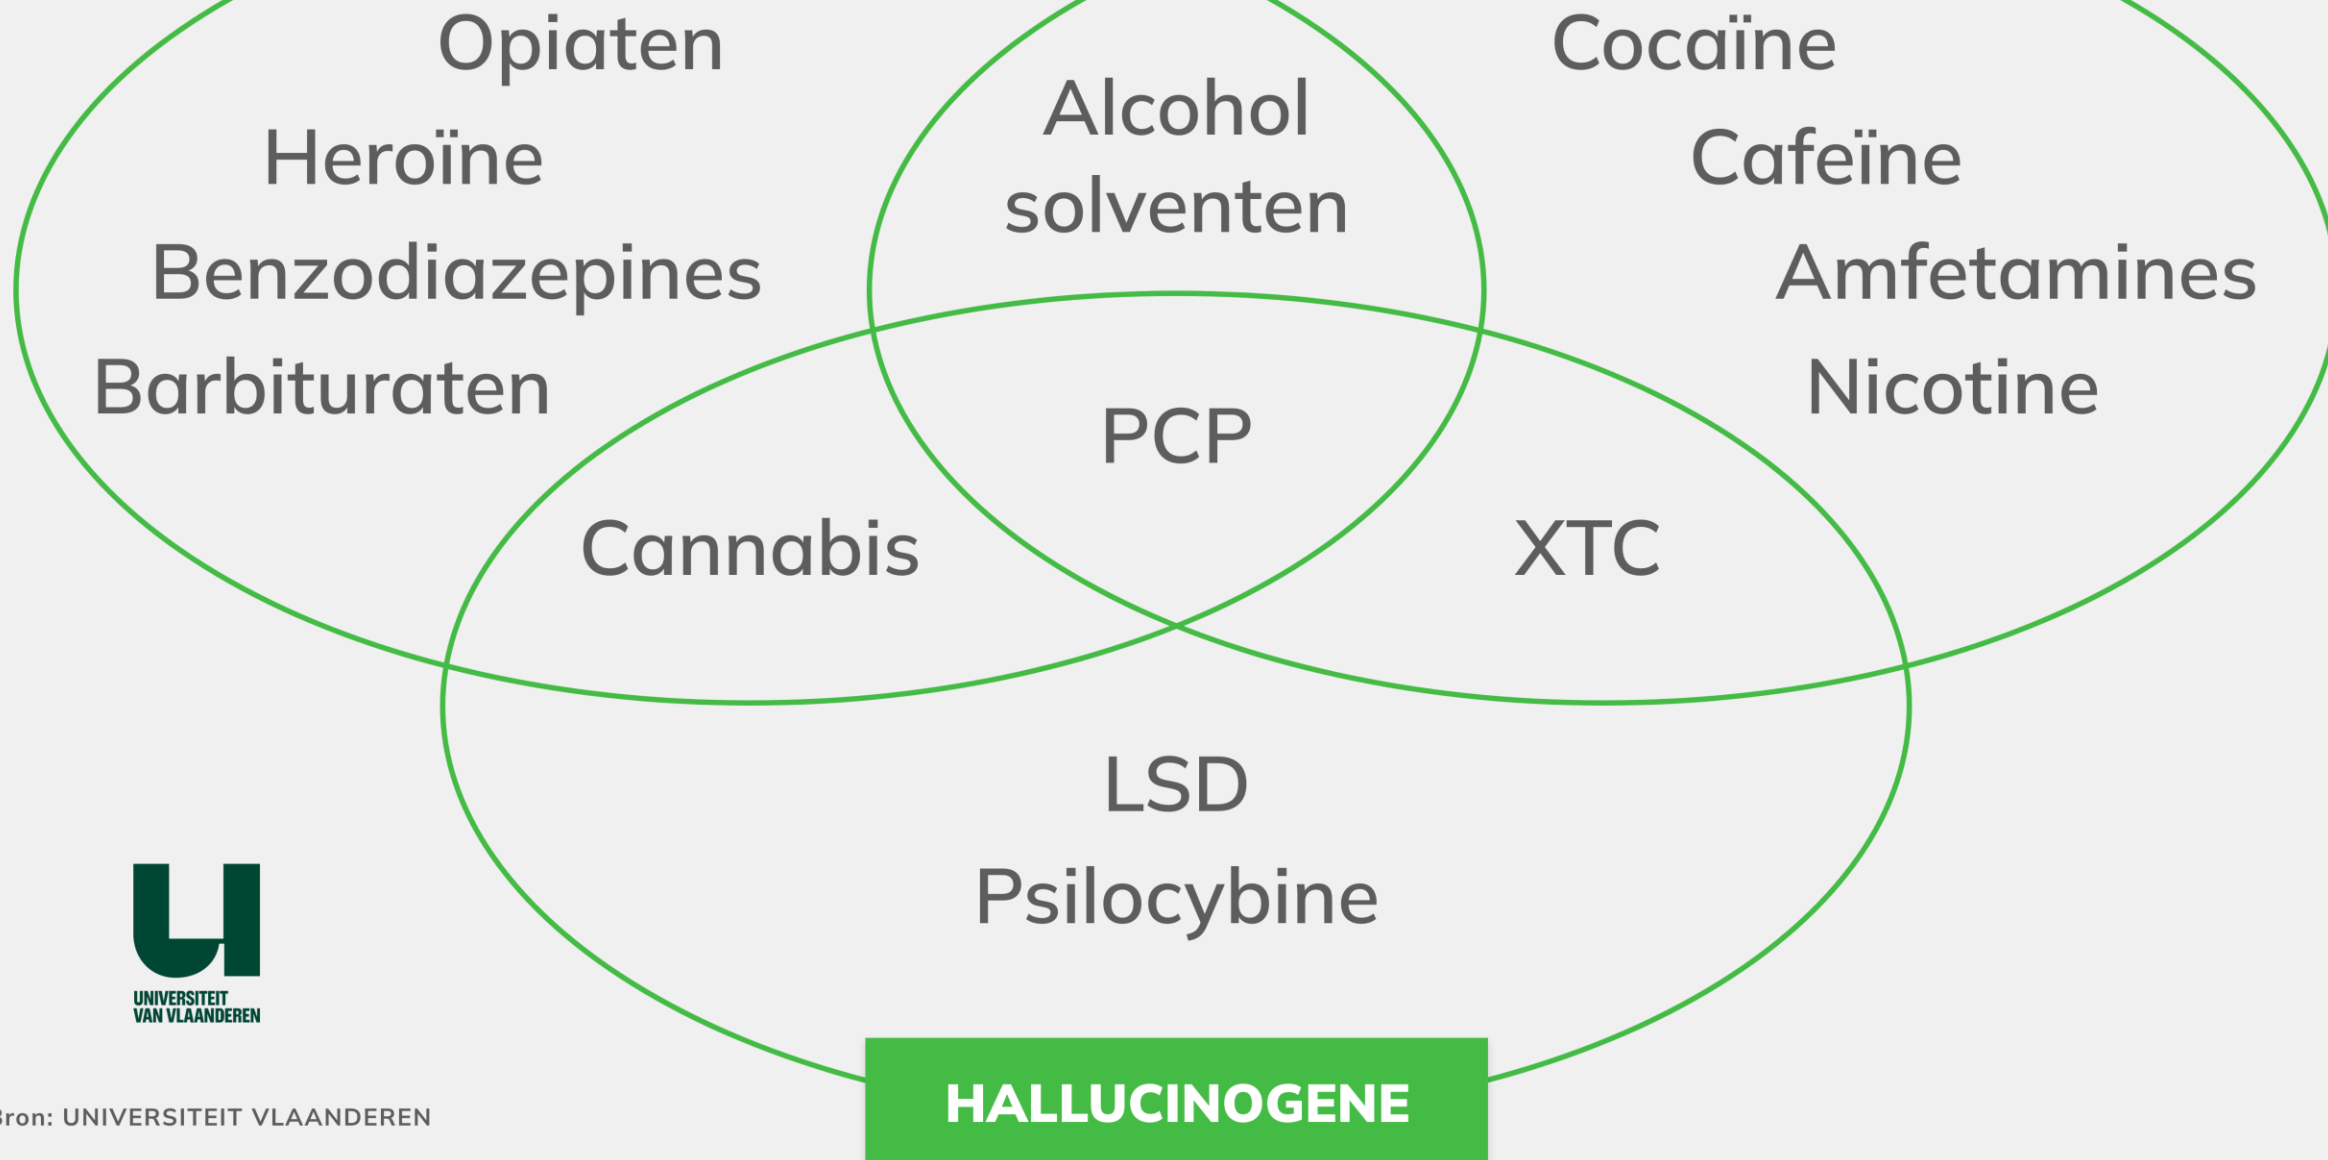 Opiaten
Cocaïne
Alcohol
solventen
Heroïne
Cafeïne
Benzodiazepines
Amfetamines
Barbituraten
Nicotine
PCP
Cannabis
XTC
LSD
Psilocybine
UNIVERSITEIT
VAN VLAANDEREN
HALLUCINOGENE
Bron: UNIVERSITEIT VLAANDEREN